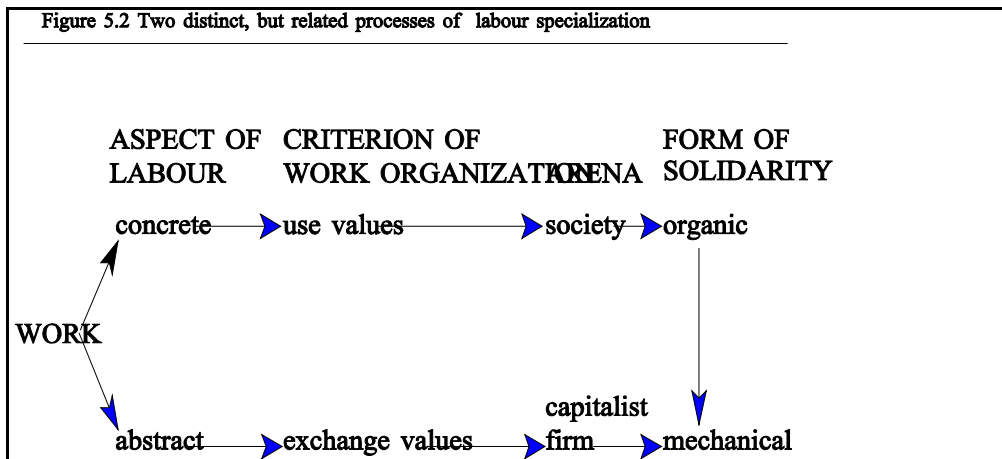 Figure 5.2 Two distinct, but related processes of labour specialization
ASPECT OF LABOUR
CRITERION OF WORK ORGANIZATION
ARENA
FORM OF SOLIDARITY
concrete use values society organic
WORK
capitalist
abstract exchange values firm mechanical